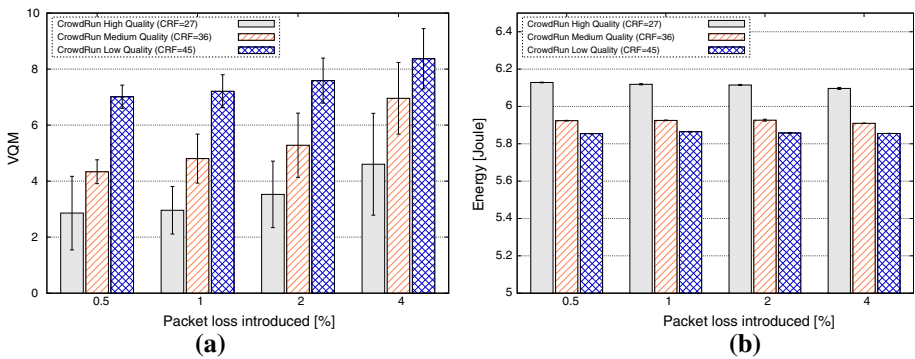 CrowdRun High Quality (CRF=27)
CrowdRun Medium Quality (CRF=36)
CrowdRun Low Quality (CRF=45)
10
8
6
4
2
0
VQM
0.5 1 2 4
Packet loss introduced [%]
(a)
CrowdRun High Quality (CRF=27)
CrowdRun Medium Quality (CRF=36)
CrowdRun Low Quality (CRF=45)
6.4
6.2
6
5.8
5.6
5.4
5.2
5
Energy [Joule]
0.5 1 2 4
Packet loss introduced [%]
(b)